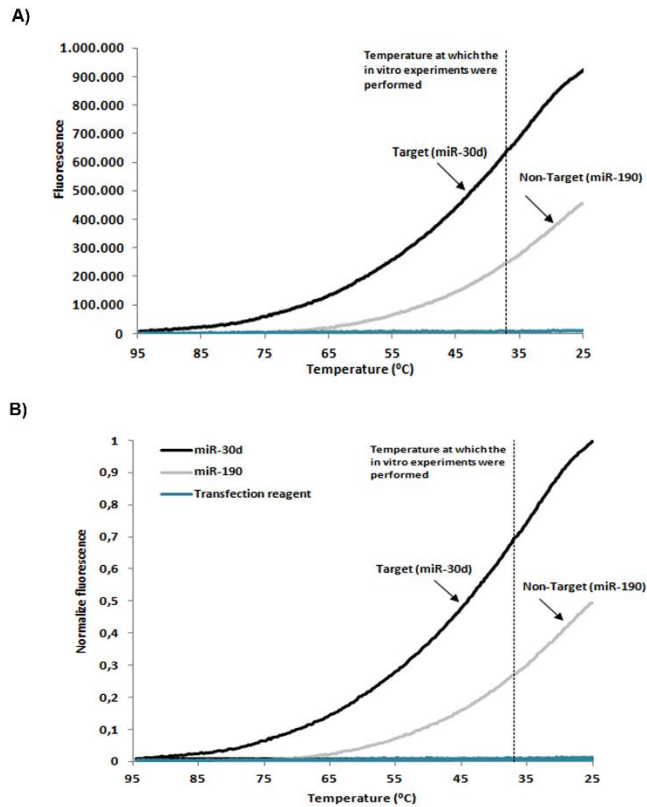 A)
1.000.000
900.000
800.000
700.000
600.000
500.000
400.000
300.000
200.000
100.000
0
Fluorescence
Temperature at which the
in vitro experiments were
performed
Target (miR-30d)
Non-Target (miR-190)
95 85 75 65 55 45 35 25
Temperature (⁰C)
B)
1
0,9
0,8
0,7
0,6
0,5
0,4
0,3
0,2
0,1
0
Normalize fluorescence
miR-30d
miR-190
Transfection reagent
Temperature at which the
in vitro experiments were
performed
Target (miR-30d)
Non-Target (miR-190)
95 85 75 65 55 45 35 25
Temperature (⁰C)